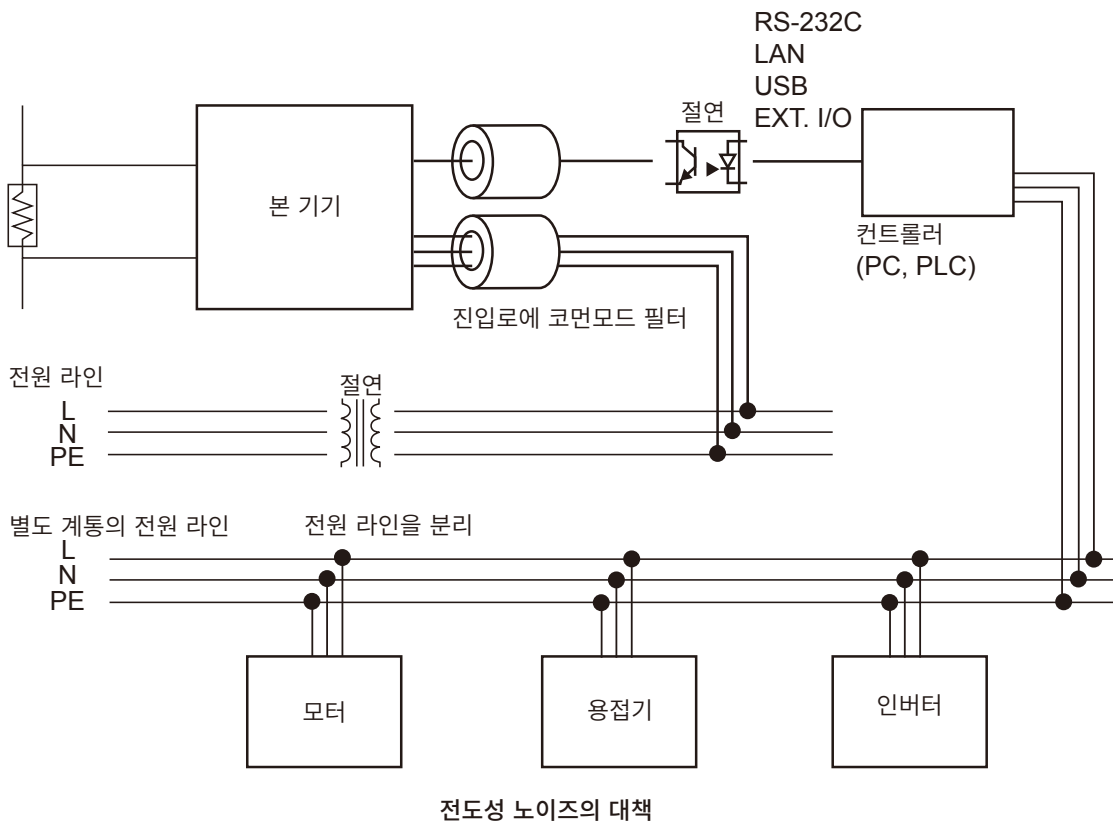 RS-232C
LAN
USB
EXT. I/O
절연
본 기기
컨트롤러
(PC, PLC)
진입로에 코먼모드 필터
전원 라인
절연
L
N
PE
별도 계통의 전원 라인
전원 라인을 분리
L
N
PE
모터
용접기
인버터
전도성 노이즈의 대책